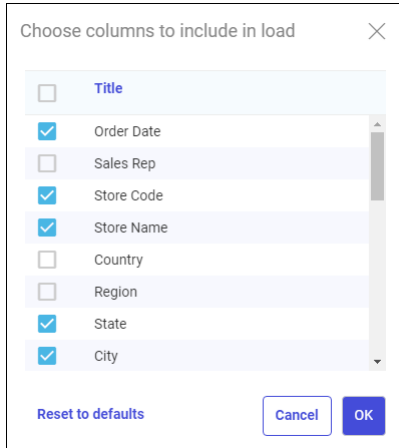 Choose columns to include in load
Title
Order Date
Sales Rep
Store Code
Store Name
Country
Region
State
City
Reset to defaults
Cancel
OK